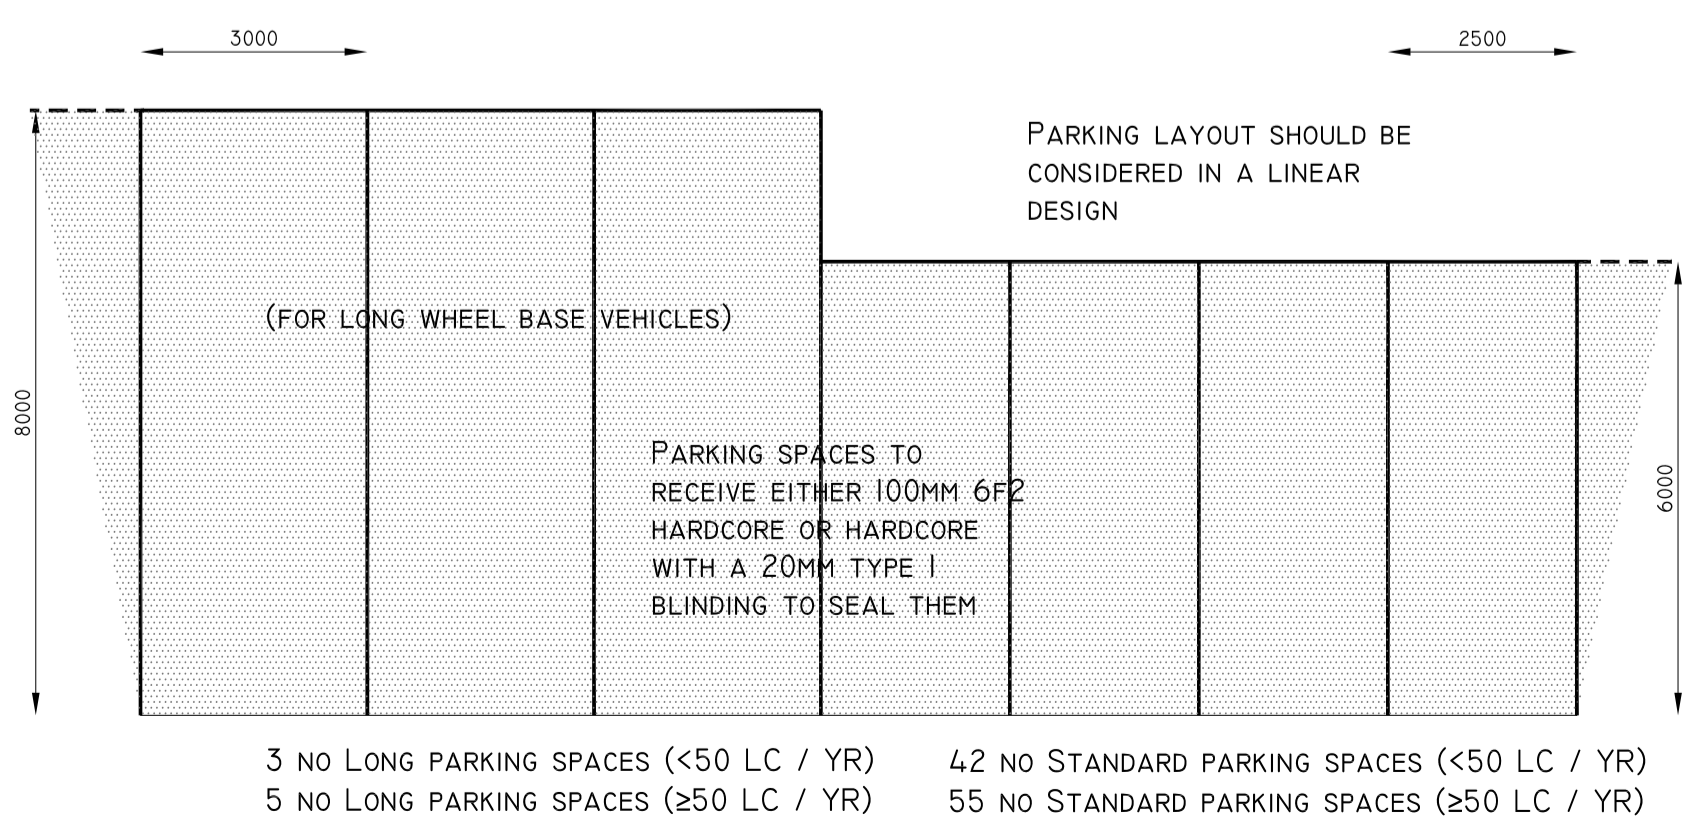 3000
2500
PARKING LAYOUT SHOULD BE
CONSIDERED IN A LINEAR
DESIGN
(FOR LONG WHEEL BASE VEHICLES)
8000
PARKING SPACES TO
RECEIVE EITHER 100MM 6F2
HARDCORE OR HARDCORE
WITH A 20MM TYPE 1
BLINDING TO SEAL THEM
6000
3 NO LONG PARKING SPACES (<50 LC / YR)
5 NO LONG PARKING SPACES (≥50 LC / YR)
42 NO STANDARD PARKING SPACES (<50 LC / YR)
55 NO STANDARD PARKING SPACES (≥50 LC / YR)